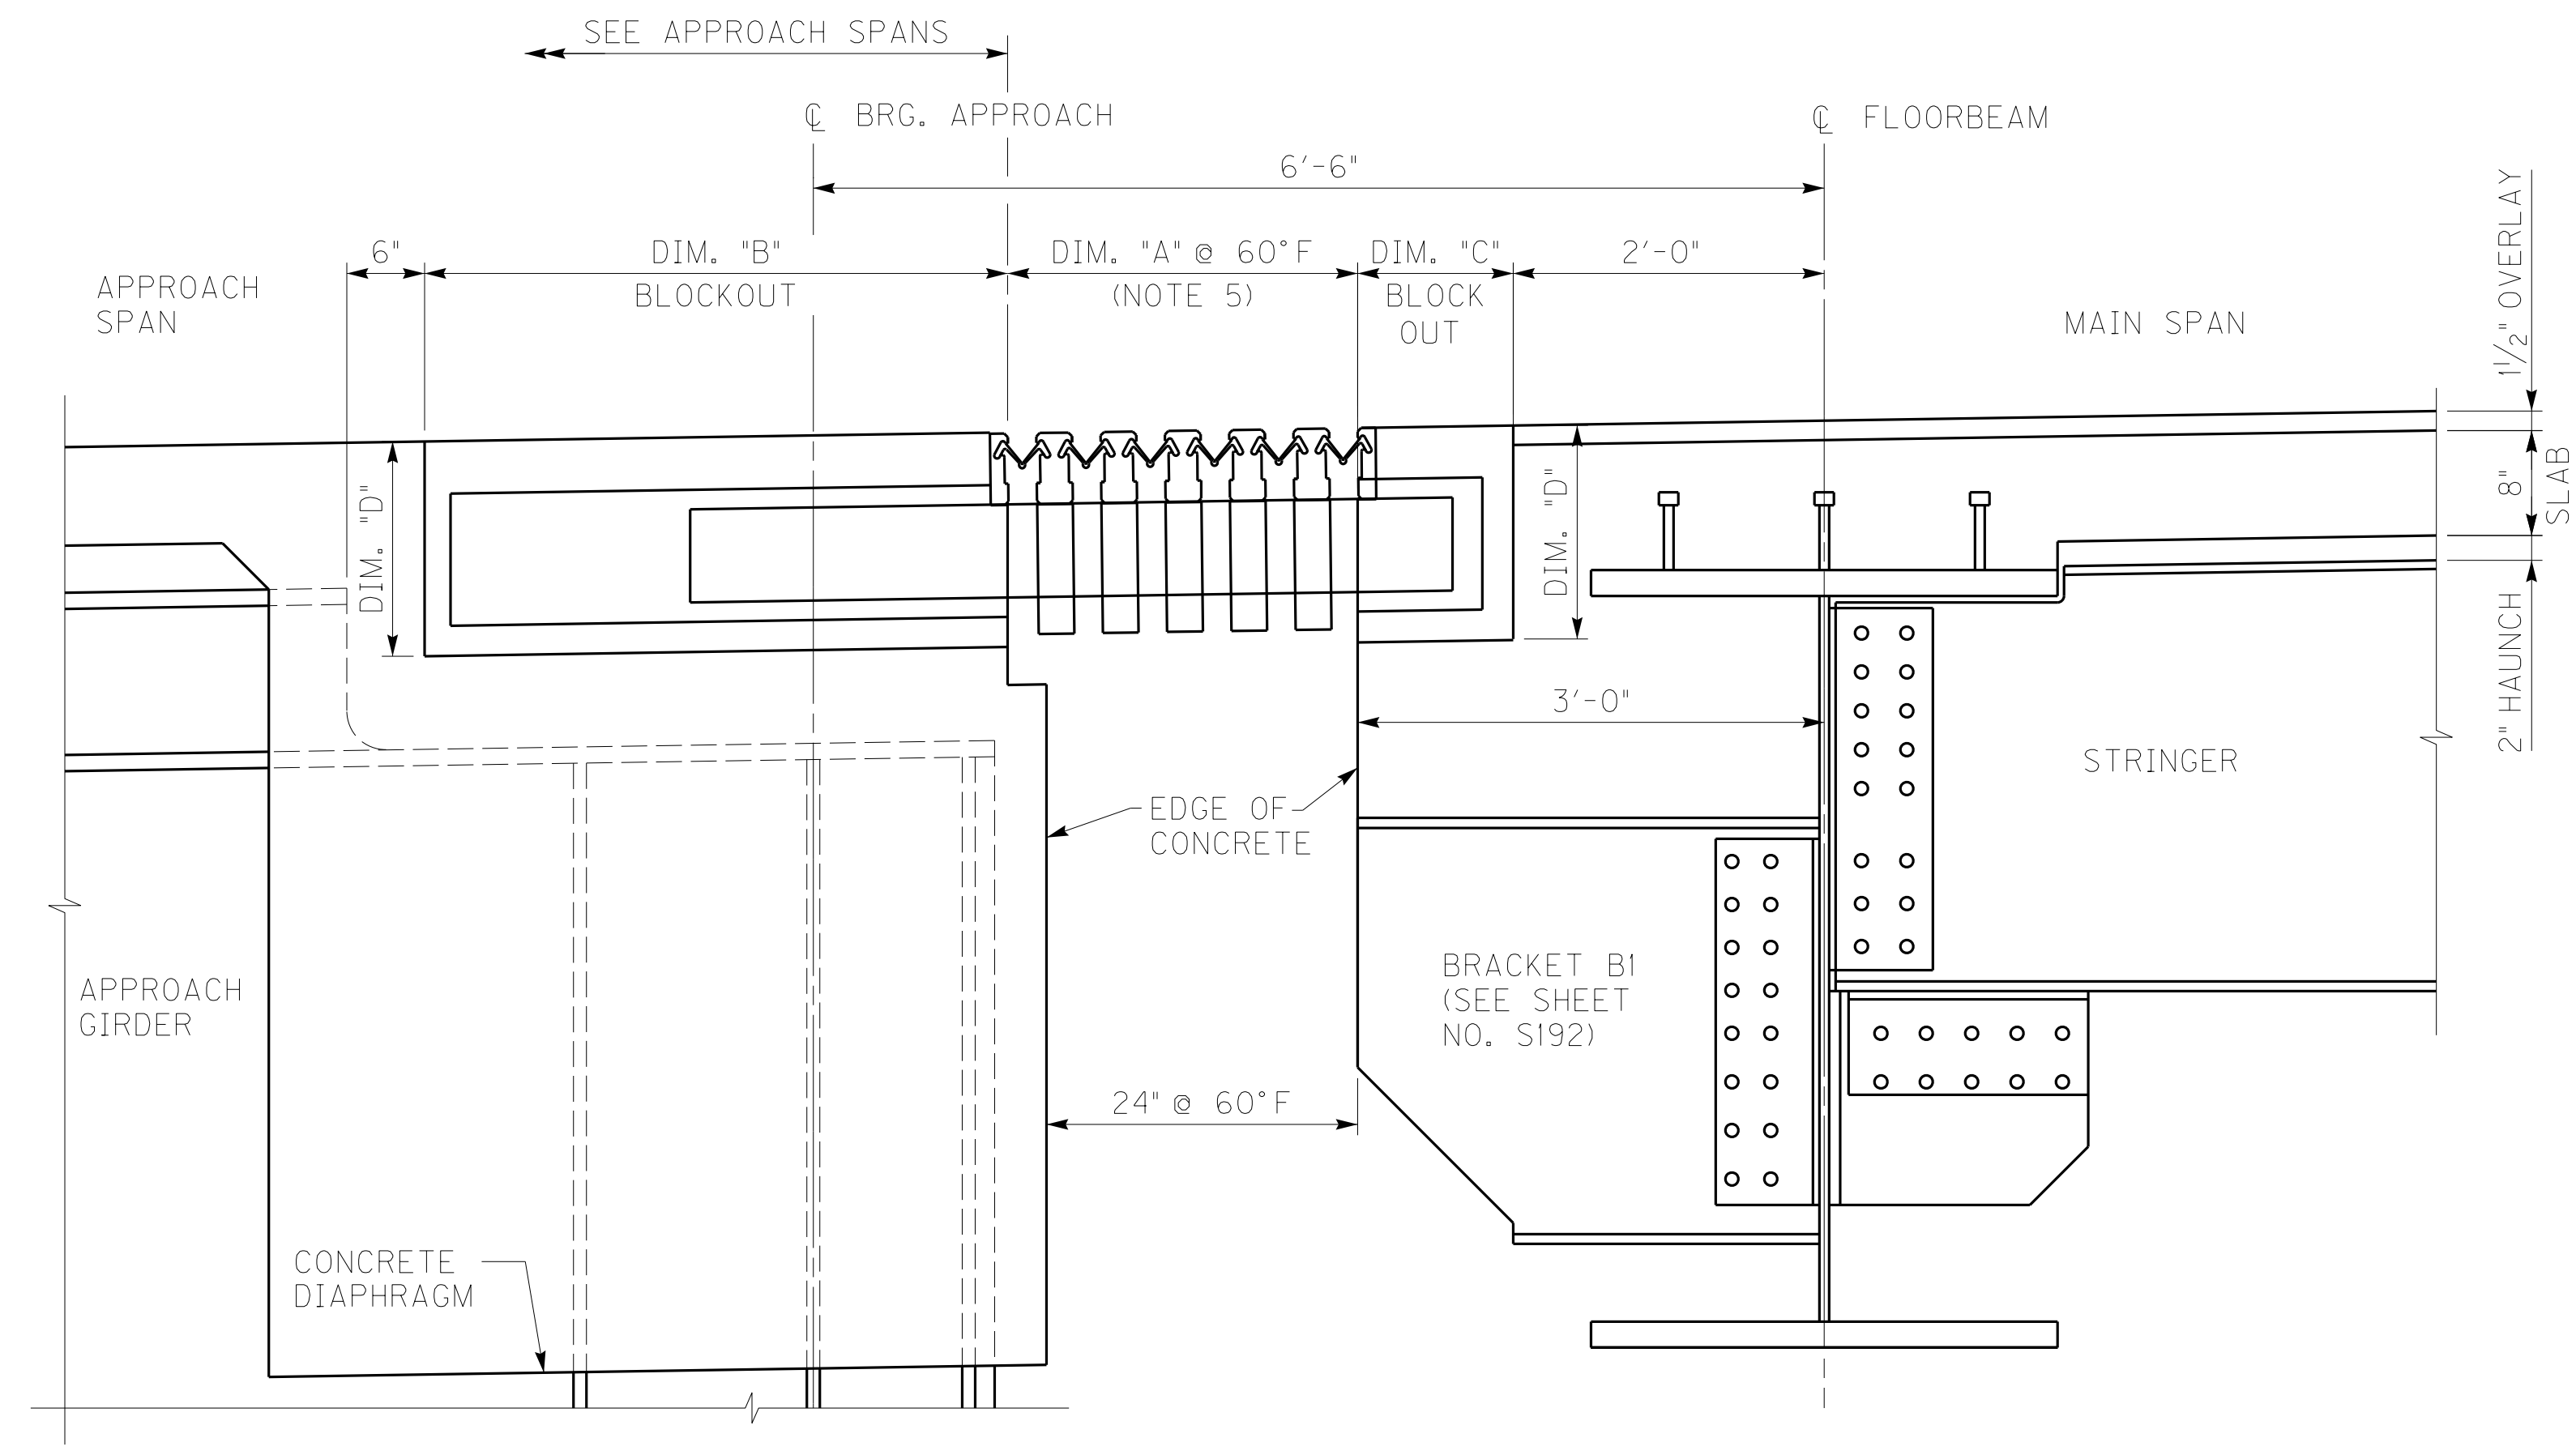 SEE APPROACH SPANS
℄ BRG. APPROACH
℄ FLOORBEAM
6'-6"
6"
DIM. "B"
BLOCKOUT
DIM. "A" @ 60°F
(NOTE 5)
DIM. "C"
BLOCK
OUT
2'-0"
1½" OVERLAY
APPROACH
SPAN
MAIN SPAN
DIM. "D"
DIM. "D"
8"
SLAB
2" HAUNCH
3'-0"
STRINGER
EDGE OF
CONCRETE
BRACKET B1
(SEE SHEET
NO. S192)
APPROACH
GIRDER
24" @ 60°F
CONCRETE
DIAPHRAGM